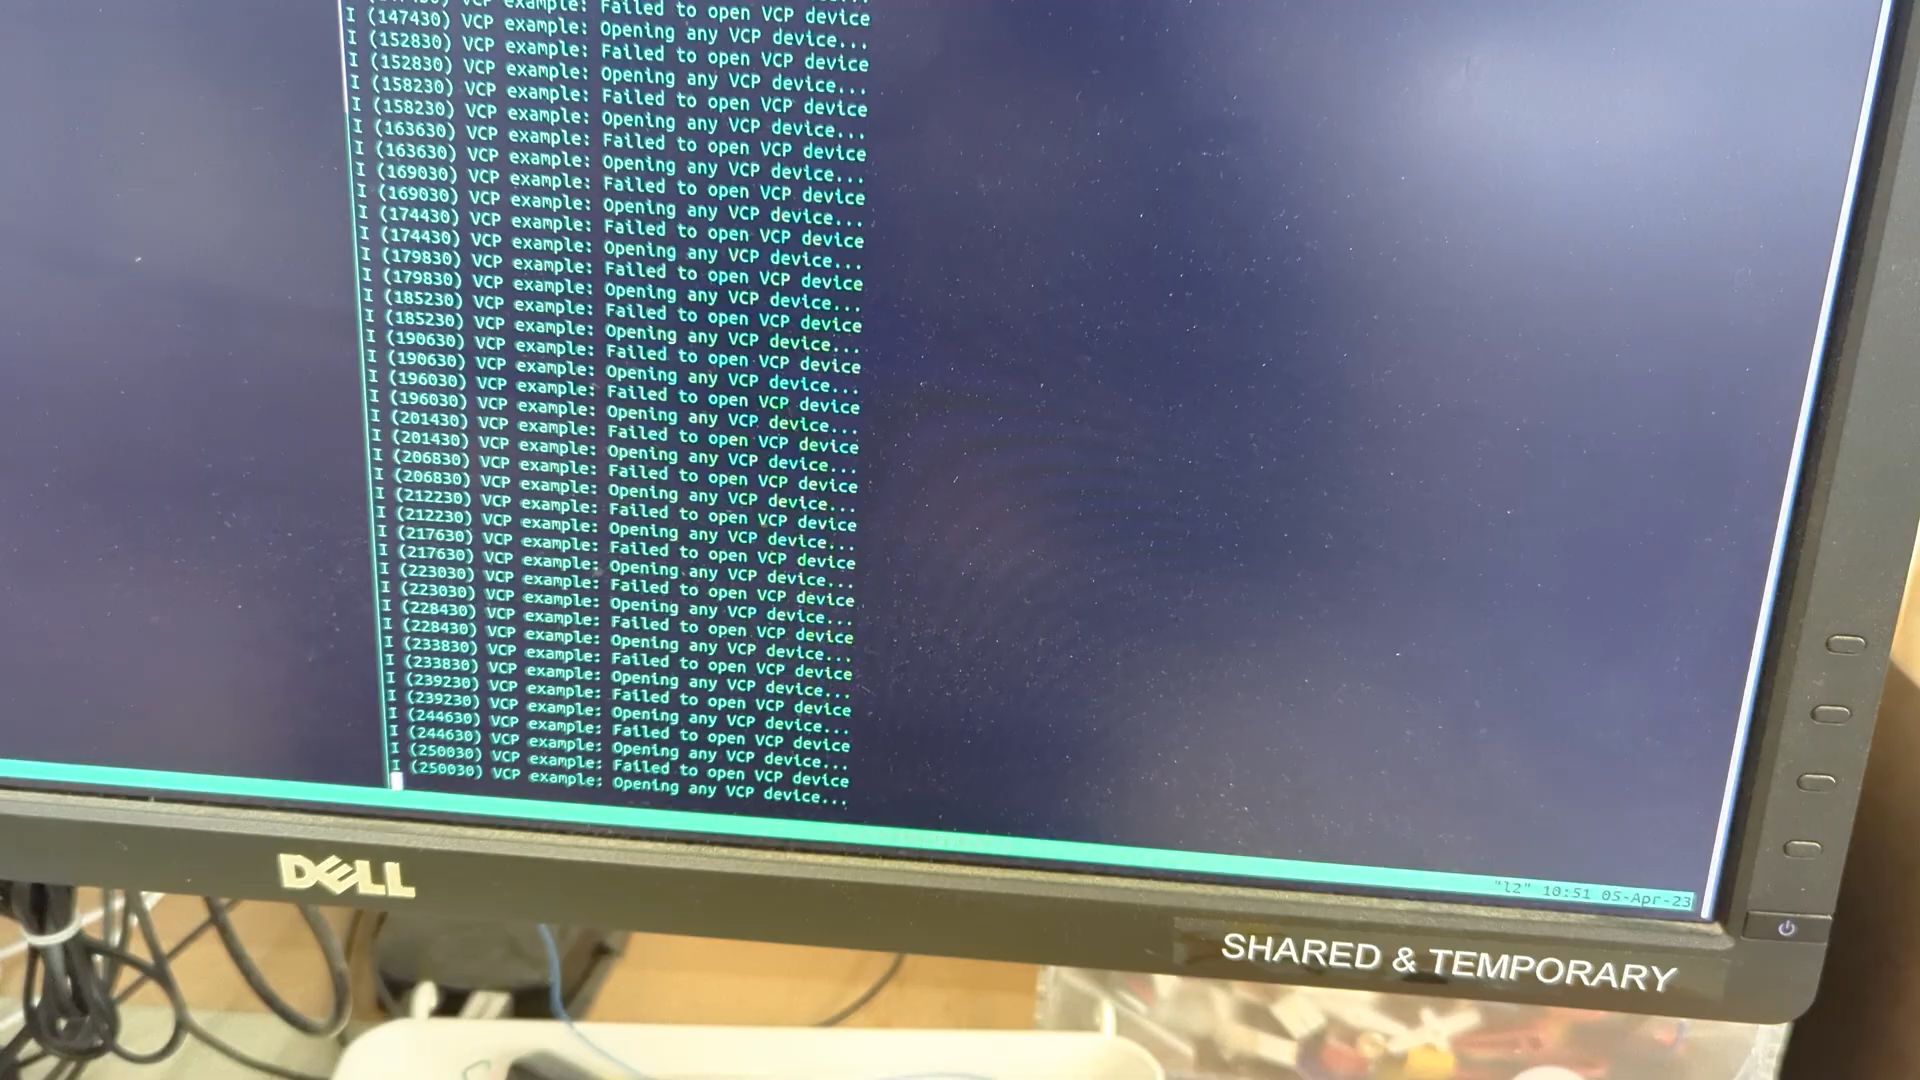 VCP example: Failed to open VCP device
I (147430) VCP example: Opening any VCP device...
I (152830) VCP example: Failed to open VCP device
I (152830) VCP example: Opening any VCP device...
I (158230) VCP example: Failed to open VCP device
I (158230) VCP example: Opening any VCP device...
I (163630) VCP example: Failed to open VCP device
I (163630) VCP example: Opening any VCP device...
I (169030) VCP example: Failed to open VCP device
I (169030) VCP example: Opening any VCP device...
I (174430) VCP example: Failed to open VCP device
I (174430) VCP example: Opening any VCP device...
I (179830) VCP example: Failed to open VCP device
I (179830) VCP example: Opening any VCP device...
I (185230) VCP example: Failed to open VCP device
I (185230) VCP example: Opening any VCP device...
I (190630) VCP example: Failed to open VCP device
I (190630) VCP example: Opening any VCP device...
I (196030) VCP example: Failed to open VCP device
I (196030) VCP example: Opening any VCP device...
I (201430) VCP example: Failed to open VCP device
I (201430) VCP example: Opening any VCP device...
I (206830) VCP example: Failed to open VCP device
I (206830) VCP example: Opening any VCP device...
I (212230) VCP example: Failed to open VCP device
I (212230) VCP example: Opening any VCP device...
I (217630) VCP example: Failed to open VCP device
I (217630) VCP example: Opening any VCP device...
I (223030) VCP example: Failed to open VCP device
I (223030) VCP example: Opening any VCP device...
I (228430) VCP example: Failed to open VCP device
I (228430) VCP example: Opening any VCP device...
I (233830) VCP example: Failed to open VCP device
I (233830) VCP example: Opening any VCP device...
I (239230) VCP example: Failed to open VCP device
I (239230) VCP example: Opening any VCP device...
I (244630) VCP example: Failed to open VCP device
I (244630) VCP example: Opening any VCP device...
I (250030) VCP example: Failed to open VCP device
I (250030) VCP example: Opening any VCP device...
"l2" 10:51 05-Apr-23
DELL
SHARED & TEMPORARY